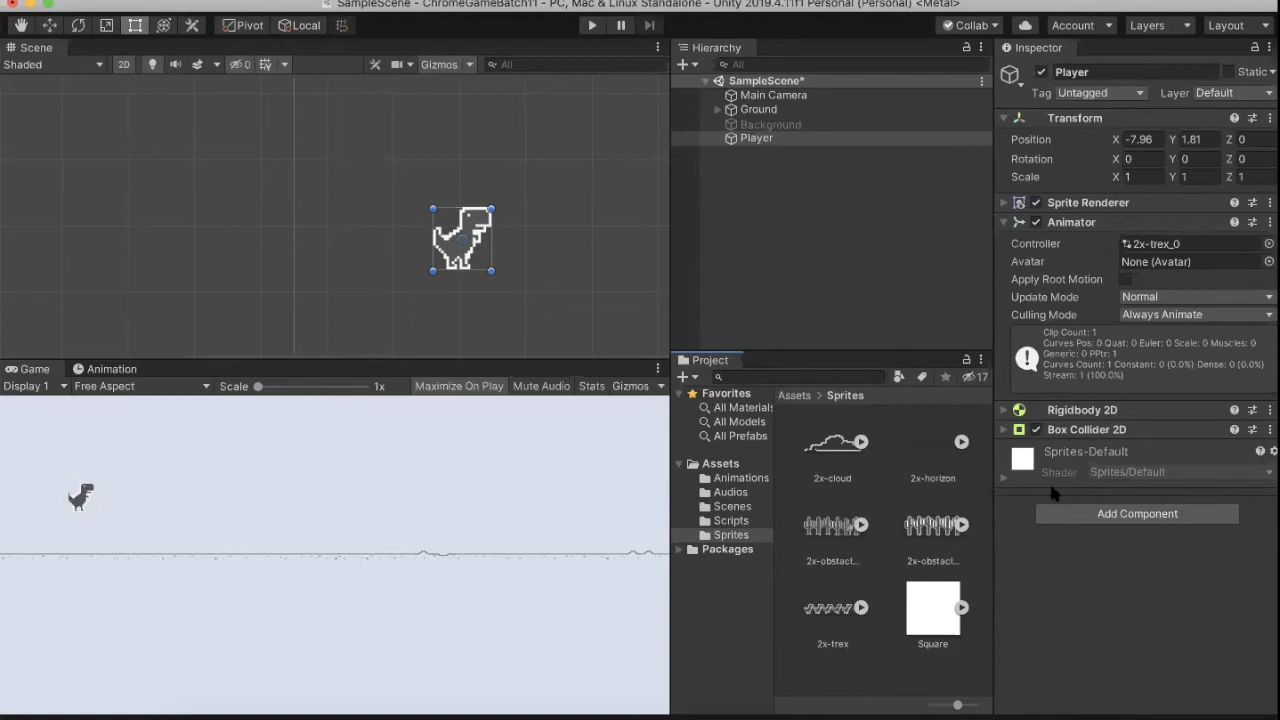 SampleScene - ChromeGameBatch11 - PC, Mac & Linux Standalone - Unity 2019.4.11f1 Personal (Personal) <Metal>
Pivot Local Collab Account Layers Layout
Scene
Shaded 2D 0 Gizmos All
Hierarchy
All
SampleScene*
Main Camera
Ground
Background
Player
Game Animation
Display 1 Free Aspect Scale 1x Maximize On Play Mute Audio Stats Gizmos
Project
17
Favorites
All Materials
All Models
All Prefabs
Assets
Animations
Audios
Scenes
Scripts
Sprites
Packages
Assets > Sprites
2x-cloud 2x-horizon
2x-obstacl... 2x-obstacl...
2x-trex Square
Inspector
Player Static
Tag Untagged Layer Default
Transform
Position X -7.96 Y 1.81 Z 0
Rotation X 0 Y 0 Z 0
Scale X 1 Y 1 Z 1
Sprite Renderer
Animator
Controller 2x-trex_0
Avatar None (Avatar)
Apply Root Motion
Update Mode Normal
Culling Mode Always Animate
Clip Count: 1
Curves Pos: 0 Quat: 0 Euler: 0 Scale: 0 Muscles: 0
Generic: 0 PPtr: 1
Curves Count: 1 Constant: 0 (0.0%) Dense: 0 (0.0%)
Stream: 1 (100.0%)
Rigidbody 2D
Box Collider 2D
Sprites-Default
Shader Sprites/Default
Add Component